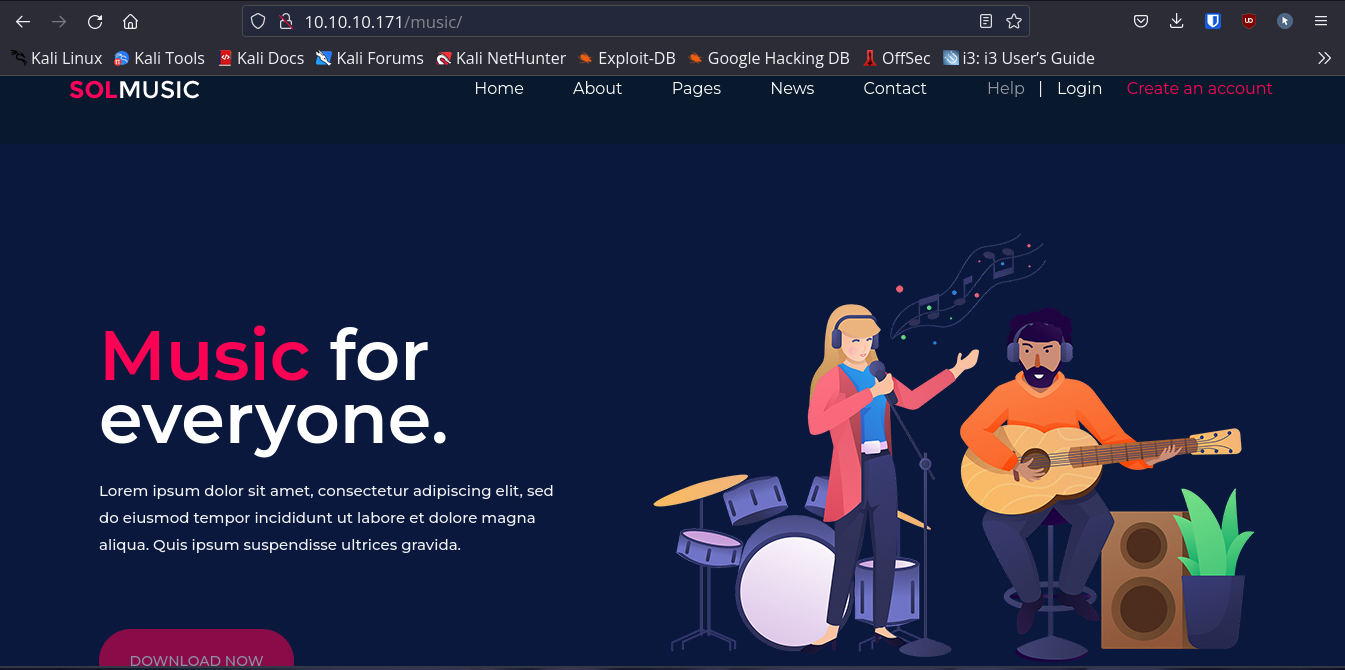 10.10.10.171/music/
Kali Linux Kali Tools Kali Docs Kali Forums Kali NetHunter Exploit-DB Google Hacking DB OffSec i3: i3 User's Guide
SOLMUSIC Home About Pages News Contact Help | Login Create an account
Music for
everyone.
Lorem ipsum dolor sit amet, consectetur adipiscing elit, sed
do eiusmod tempor incididunt ut labore et dolore magna
aliqua. Quis ipsum suspendisse ultrices gravida.
DOWNLOAD NOW